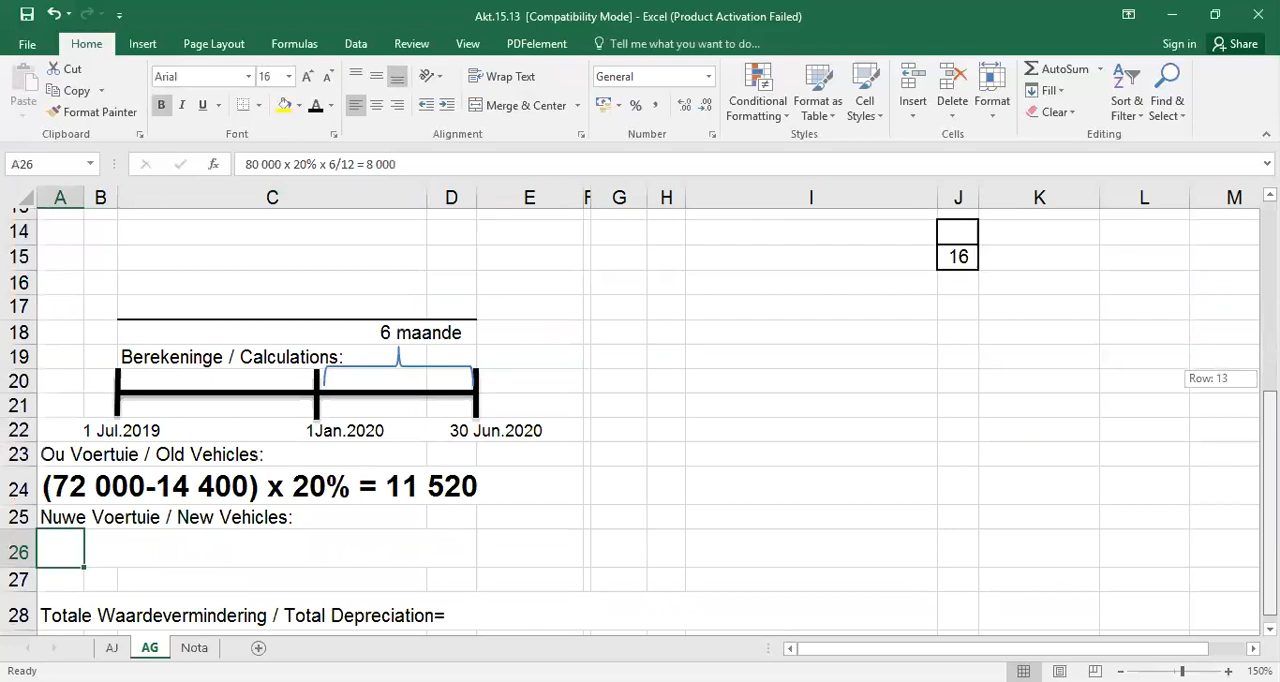 Akt.15.13 [Compatibility Mode] - Excel (Product Activation Failed)
File Home Insert Page Layout Formulas Data Review View PDFelement Tell me what you want to do... Sign in Share
Cut
Copy
Format Painter
Paste
Clipboard
Arial 16
B I U
Font
Wrap Text
Merge & Center
Alignment
General
%
Number
Conditional Formatting
Format as Table
Cell Styles
Styles
Insert Delete Format
Cells
AutoSum
Fill
Clear
Sort & Filter
Find & Select
Editing
A26 fx 80 000 x 20% x 6/12 = 8 000
A B C D E F G H I J K L M
14
15 16
16
17
18 6 maande
19 Berekeninge / Calculations:
20
Row: 13
21
22 1 Jul.2019 1Jan.2020 30 Jun.2020
23 Ou Voertuie / Old Vehicles:
24 (72 000-14 400) x 20% = 11 520
25 Nuwe Voertuie / New Vehicles:
26
27
28 Totale Waardevermindering / Total Depreciation=
AJ AG Nota
Ready 150%